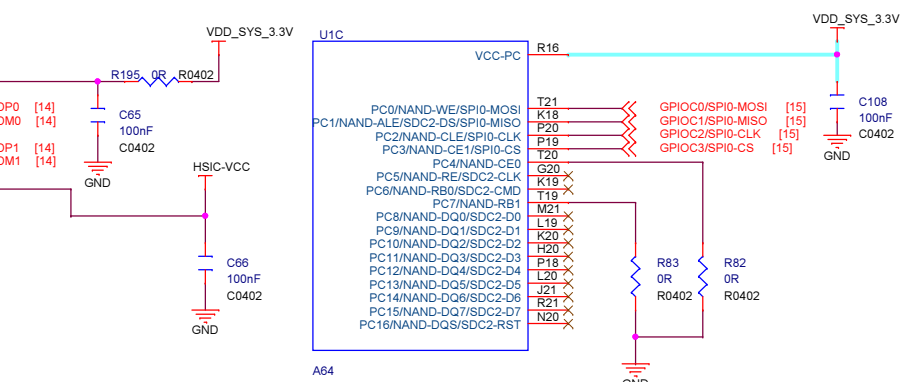 VDD_SYS_3.3V
R195 0R R0402
DP0 [14]
DM0 [14]
DP1 [14]
DM1 [14]
C65
100nF
C0402
GND
HSIC-VCC
C66
100nF
C0402
GND
U1C
VCC-PC R16
PC0/NAND-WE/SPI0-MOSI T21
PC1/NAND-ALE/SDC2-DS/SPI0-MISO K18
PC2/NAND-CLE/SPI0-CLK P20
PC3/NAND-CE1/SPI0-CS P19
PC4/NAND-CE0 T20
PC5/NAND-RE/SDC2-CLK G20
PC6/NAND-RB0/SDC2-CMD K19
PC7/NAND-RB1 T19
PC8/NAND-DQ0/SDC2-D0 M21
PC9/NAND-DQ1/SDC2-D1 L19
PC10/NAND-DQ2/SDC2-D2 K20
PC11/NAND-DQ3/SDC2-D3 H20
PC12/NAND-DQ4/SDC2-D4 P18
PC13/NAND-DQ5/SDC2-D5 L20
PC14/NAND-DQ6/SDC2-D6 J21
PC15/NAND-DQ7/SDC2-D7 R21
PC16/NAND-DQS/SDC2-RST N20
A64
GPIOC0/SPI-MOSI [15]
GPIOC1/SPI-MISO [15]
GPIOC2/SPI-CLK [15]
GPIOC3/SPI-CS [15]
R83
0R
R0402
R82
0R
R0402
GND
VDD_SYS_3.3V
C108
100nF
C0402
GND